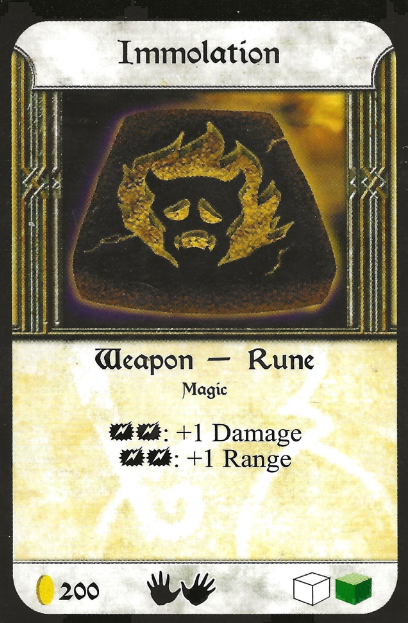 Immolation
Weapon — Rune
Magic
: +1 Damage
: +1 Range
200